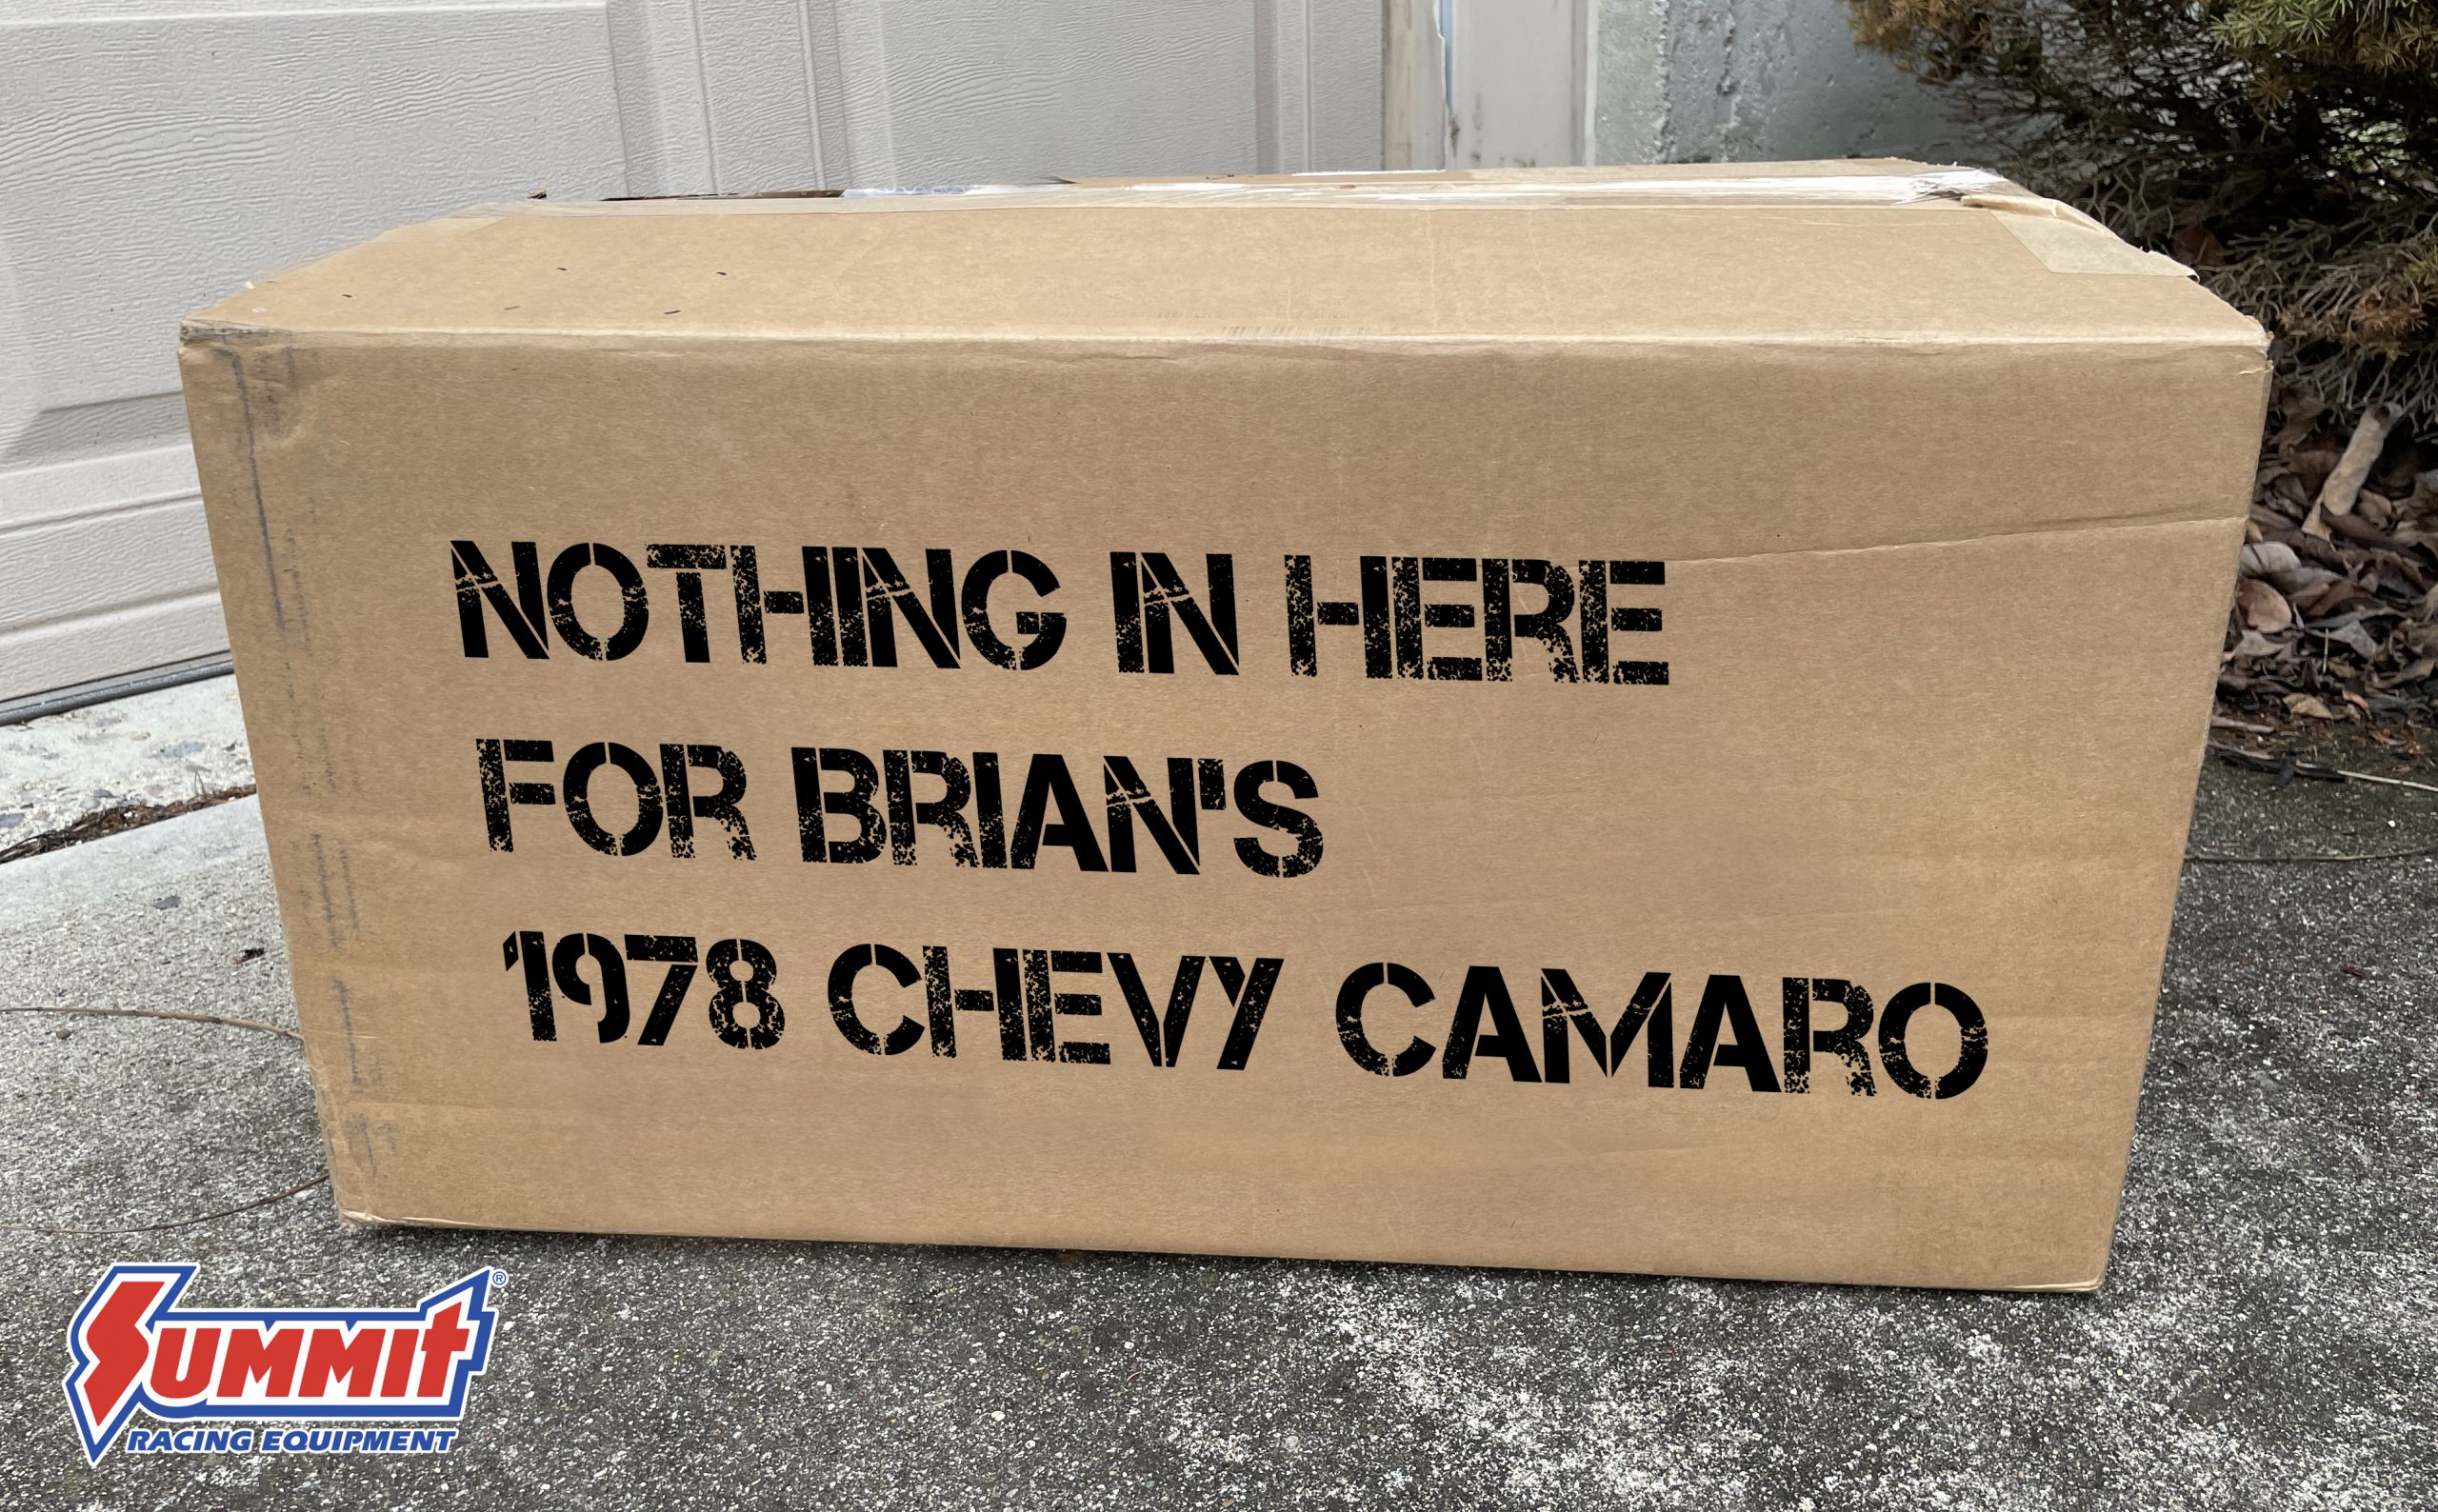 NOTHING IN HERE
FOR BRIAN'S
1978 CHEVY CAMARO
SUMMIT®
RACING EQUIPMENT